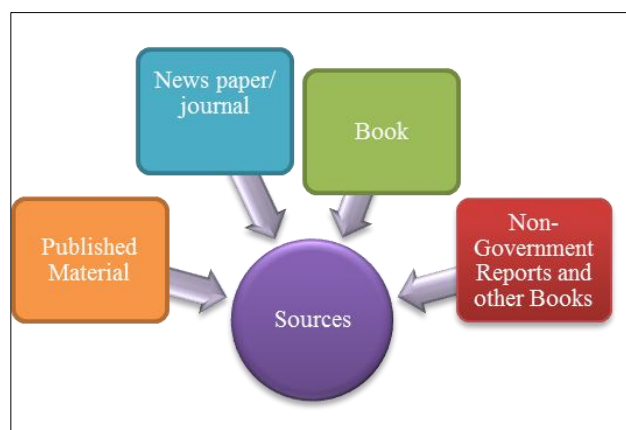 News paper/
journal
Book
Published
Material
Non-
Government
Reports and
other Books
Sources